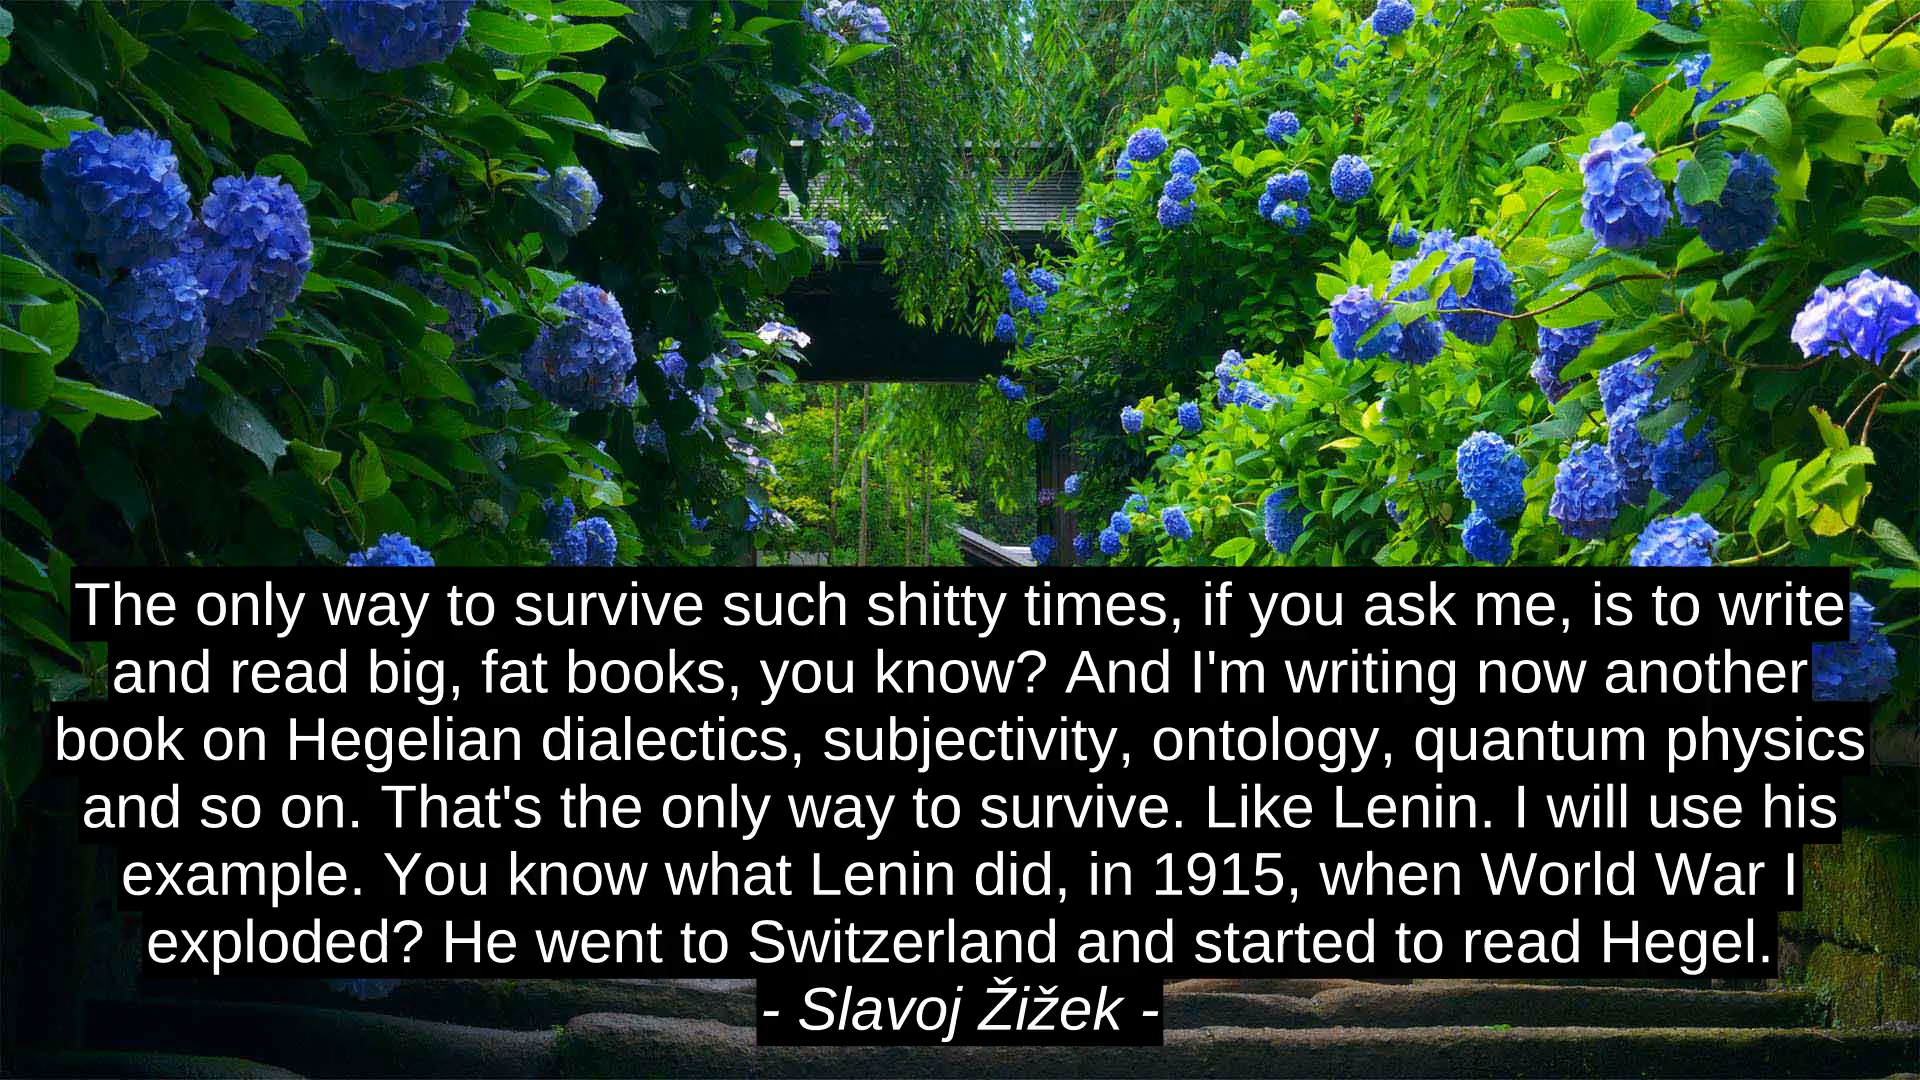 The only way to survive such shitty times, if you ask me, is to write
and read big, fat books, you know? And I'm writing now another
book on Hegelian dialectics, subjectivity, ontology, quantum physics
and so on. That's the only way to survive. Like Lenin. I will use his
example. You know what Lenin did, in 1915, when World War I
exploded? He went to Switzerland and started to read Hegel.
- Slavoj Žižek -